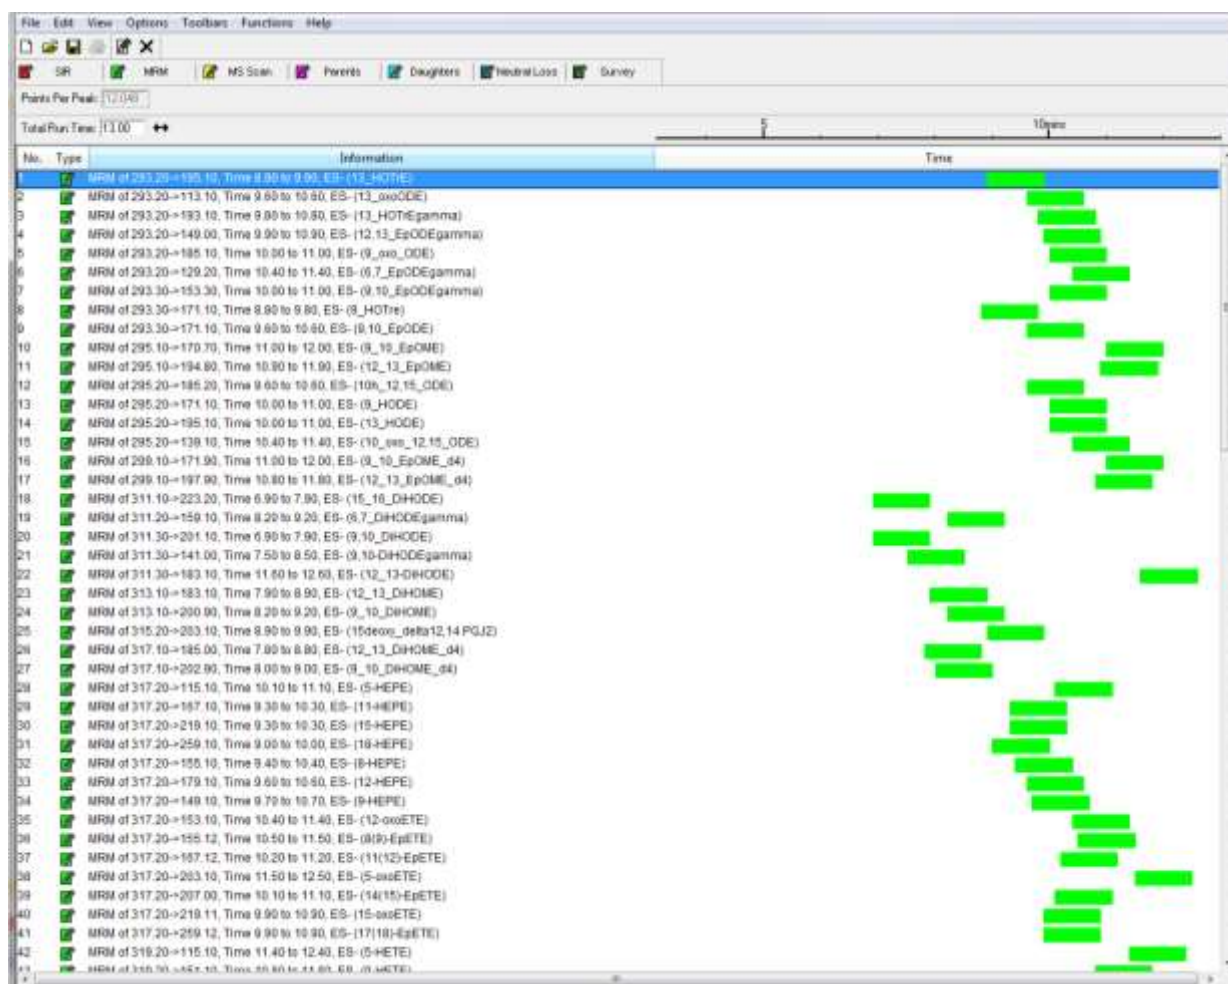 File Edit View Options Toolbars Functions Help
SIR MRM MS Scan Parents Daughters Neutral Loss Survey
Points Per Peak: 12.048
Total Run Time: 13.00
5 10mins
No. Type Information Time
1 MRM of 293.20->195.10, Time 8.90 to 9.90, ES- (13_HOTrE)
2 MRM of 293.20->113.10, Time 9.60 to 10.60, ES- (13_oxoODE)
3 MRM of 293.20->193.10, Time 9.80 to 10.80, ES- (13_HOTrEgamma)
4 MRM of 293.20->149.00, Time 9.90 to 10.90, ES- (12,13_EpODEgamma)
5 MRM of 293.20->185.10, Time 10.00 to 11.00, ES- (9_oxo_ODE)
6 MRM of 293.20->129.20, Time 10.40 to 11.40, ES- (6,7_EpODEgamma)
7 MRM of 293.30->153.30, Time 10.00 to 11.00, ES- (9,10_EpODEgamma)
8 MRM of 293.30->171.10, Time 8.80 to 9.80, ES- (9_HOTre)
9 MRM of 293.30->171.10, Time 9.60 to 10.60, ES- (9,10_EpODE)
10 MRM of 295.10->170.70, Time 11.00 to 12.00, ES- (9_10_EpOME)
11 MRM of 295.10->194.80, Time 10.90 to 11.90, ES- (12_13_EpOME)
12 MRM of 295.20->185.20, Time 9.60 to 10.60, ES- (10h_12,15_ODE)
13 MRM of 295.20->171.10, Time 10.00 to 11.00, ES- (9_HODE)
14 MRM of 295.20->195.10, Time 10.00 to 11.00, ES- (13_HODE)
15 MRM of 295.20->139.10, Time 10.40 to 11.40, ES- (10_oxo_12,15_ODE)
16 MRM of 299.10->171.90, Time 11.00 to 12.00, ES- (9_10_EpOME_d4)
17 MRM of 299.10->197.90, Time 10.80 to 11.80, ES- (12_13_EpOME_d4)
18 MRM of 311.10->223.20, Time 6.90 to 7.90, ES- (15_16_DiHODE)
19 MRM of 311.20->159.10, Time 8.20 to 9.20, ES- (6,7_DiHODEgamma)
20 MRM of 311.30->201.10, Time 6.90 to 7.90, ES- (9,10_DiHODE)
21 MRM of 311.30->141.00, Time 7.50 to 8.50, ES- (9,10-DiHODEgamma)
22 MRM of 311.30->183.10, Time 11.60 to 12.60, ES- (12_13-DiHODE)
23 MRM of 313.10->183.10, Time 7.90 to 8.90, ES- (12_13_DiHOME)
24 MRM of 313.10->200.90, Time 8.20 to 9.20, ES- (9_10_DiHOME)
25 MRM of 315.20->203.10, Time 8.90 to 9.90, ES- (15deoxy_delta12,14 PGJ2)
26 MRM of 317.10->185.00, Time 7.80 to 8.80, ES- (12_13_DiHOME_d4)
27 MRM of 317.10->202.90, Time 8.00 to 9.00, ES- (9_10_DiHOME_d4)
28 MRM of 317.20->115.10, Time 10.10 to 11.10, ES- (5-HEPE)
29 MRM of 317.20->167.10, Time 9.30 to 10.30, ES- (11-HEPE)
30 MRM of 317.20->219.10, Time 9.30 to 10.30, ES- (15-HEPE)
31 MRM of 317.20->259.10, Time 9.00 to 10.00, ES- (18-HEPE)
32 MRM of 317.20->155.10, Time 9.40 to 10.40, ES- (8-HEPE)
33 MRM of 317.20->179.10, Time 9.60 to 10.60, ES- (12-HEPE)
34 MRM of 317.20->149.10, Time 9.70 to 10.70, ES- (9-HEPE)
35 MRM of 317.20->153.10, Time 10.40 to 11.40, ES- (12-oxoETE)
36 MRM of 317.20->155.12, Time 10.50 to 11.50, ES- (8(9)-EpETE)
37 MRM of 317.20->167.12, Time 10.20 to 11.20, ES- (11(12)-EpETE)
38 MRM of 317.20->203.10, Time 11.50 to 12.50, ES- (5-oxoETE)
39 MRM of 317.20->207.00, Time 10.10 to 11.10, ES- (14(15)-EpETE)
40 MRM of 317.20->219.11, Time 9.90 to 10.90, ES- (15-oxoETE)
41 MRM of 317.20->259.12, Time 9.90 to 10.90, ES- (17(18)-EpETE)
42 MRM of 319.20->115.10, Time 11.40 to 12.40, ES- (5-HETE)